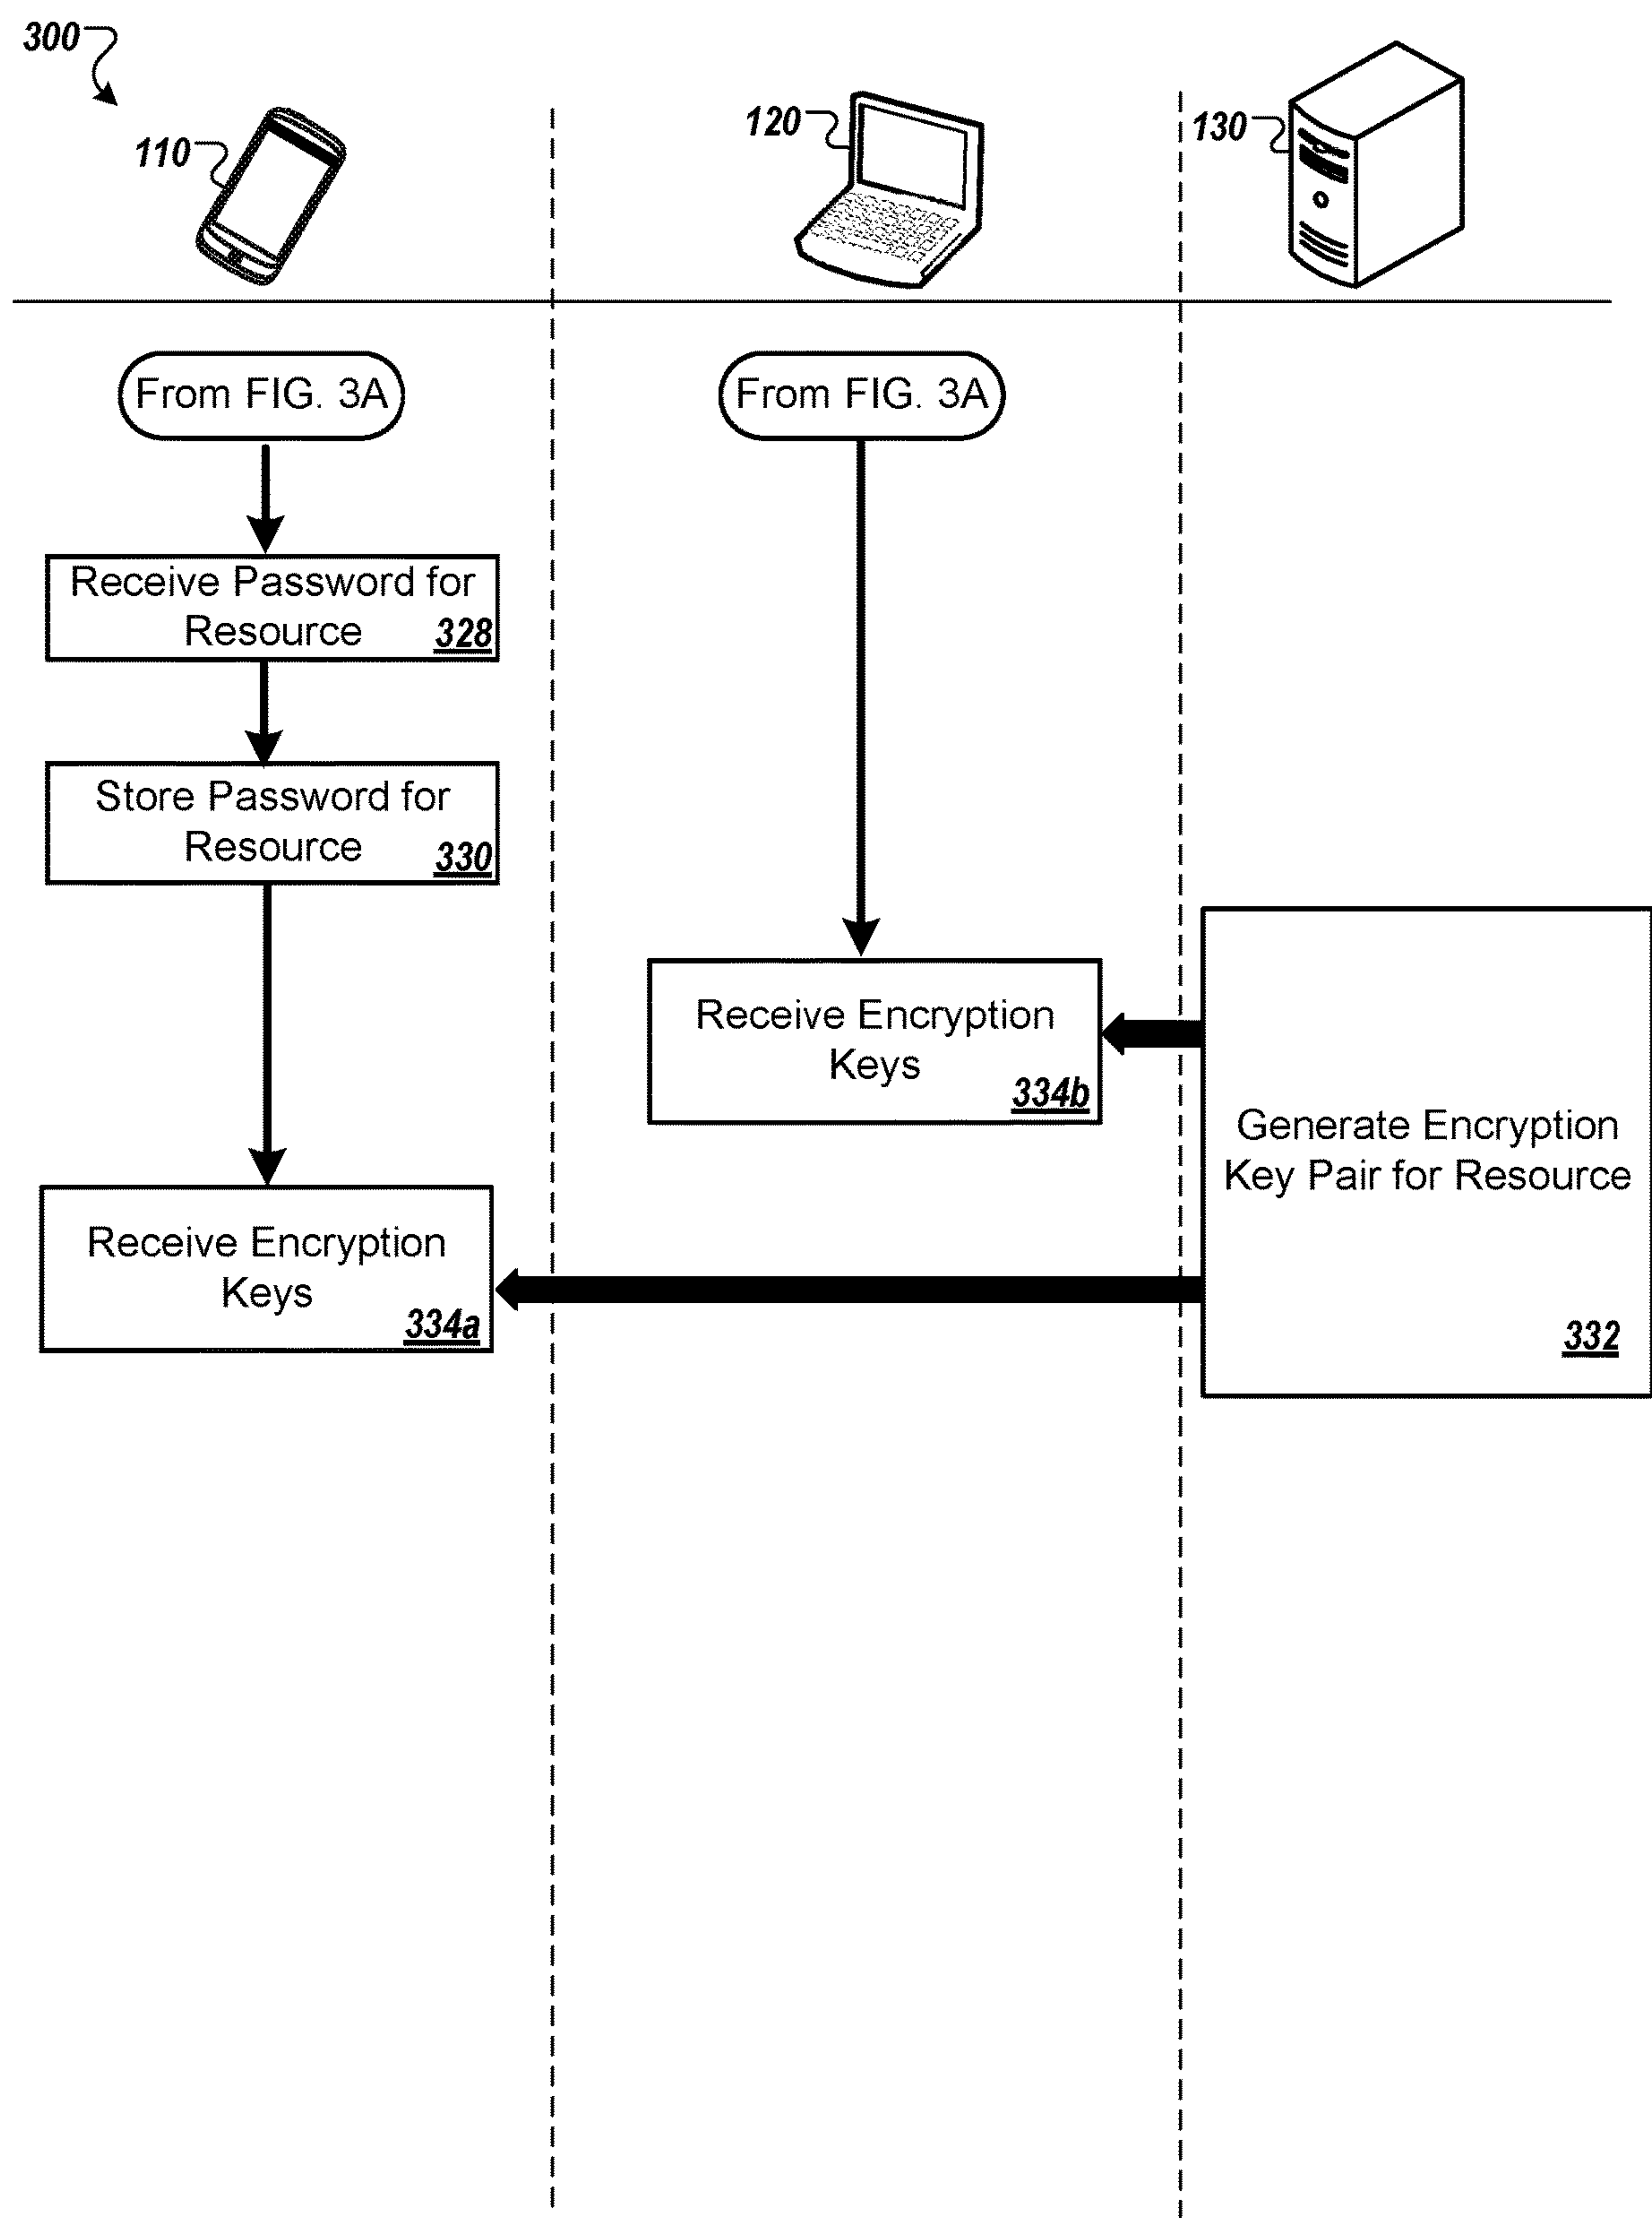 300
110
120
130
From FIG. 3A
From FIG. 3A
Receive Password for
Resource 328
Store Password for
Resource 330
Receive Encryption
Keys
334b
Generate Encryption
Key Pair for Resource
332
Receive Encryption
Keys
334a